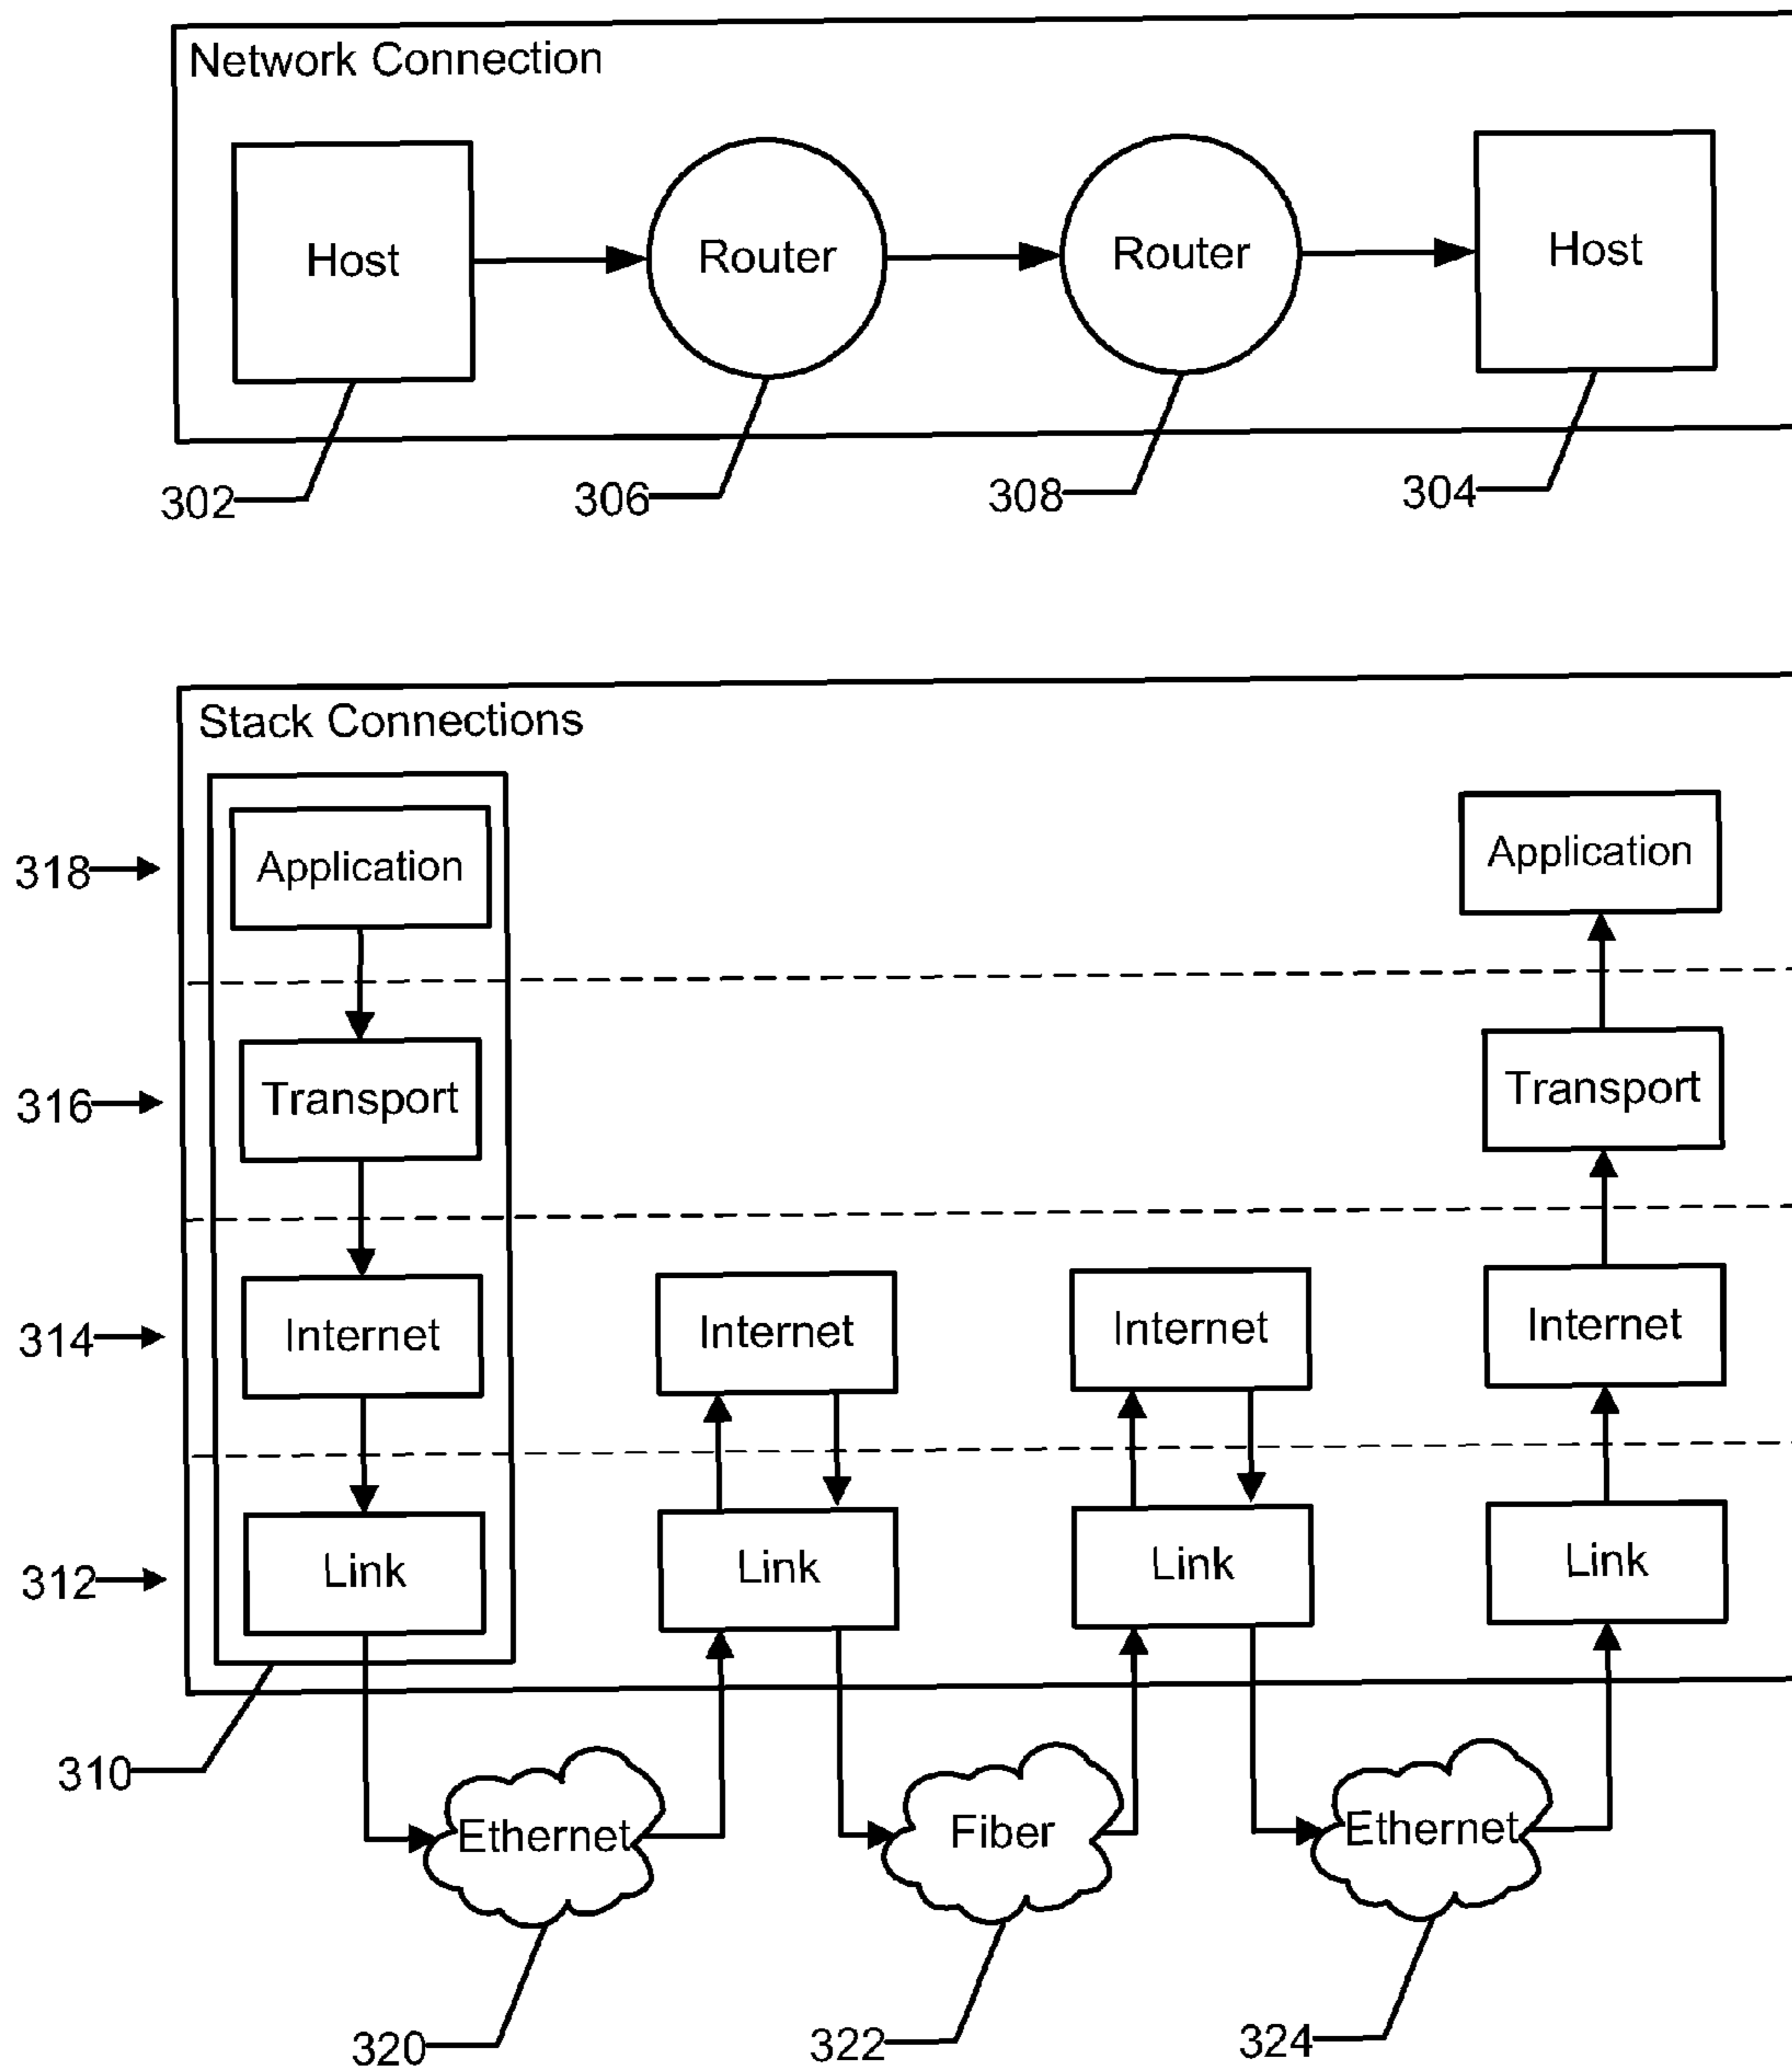 Network Connection
Host
Router
Router
Host
302
306
308
304
Stack Connections
318
Application
Application
316
Transport
Transport
314
Internet
Internet
Internet
Internet
312
Link
Link
Link
Link
310
Ethernet
Fiber
Ethernet
320
322
324